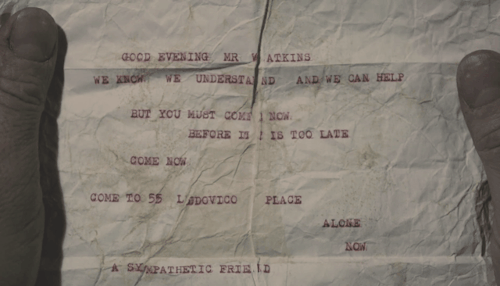 GOOD EVENING MR WATKINS
WE KNOW WE UNDERSTAND AND WE CAN HELP
BUT YOU MUST COME NOW
BEFORE IT IS TOO LATE
COME NOW
COME TO 55 LUDOVICO PLACE
ALONE
NOW
A SYMPATHETIC FRIEND